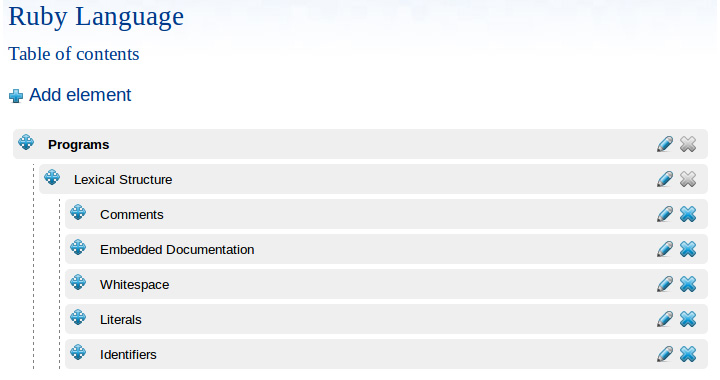 Ruby Language
Table of contents
Add element
Programs
Lexical Structure
Comments
Embedded Documentation
Whitespace
Literals
Identifiers